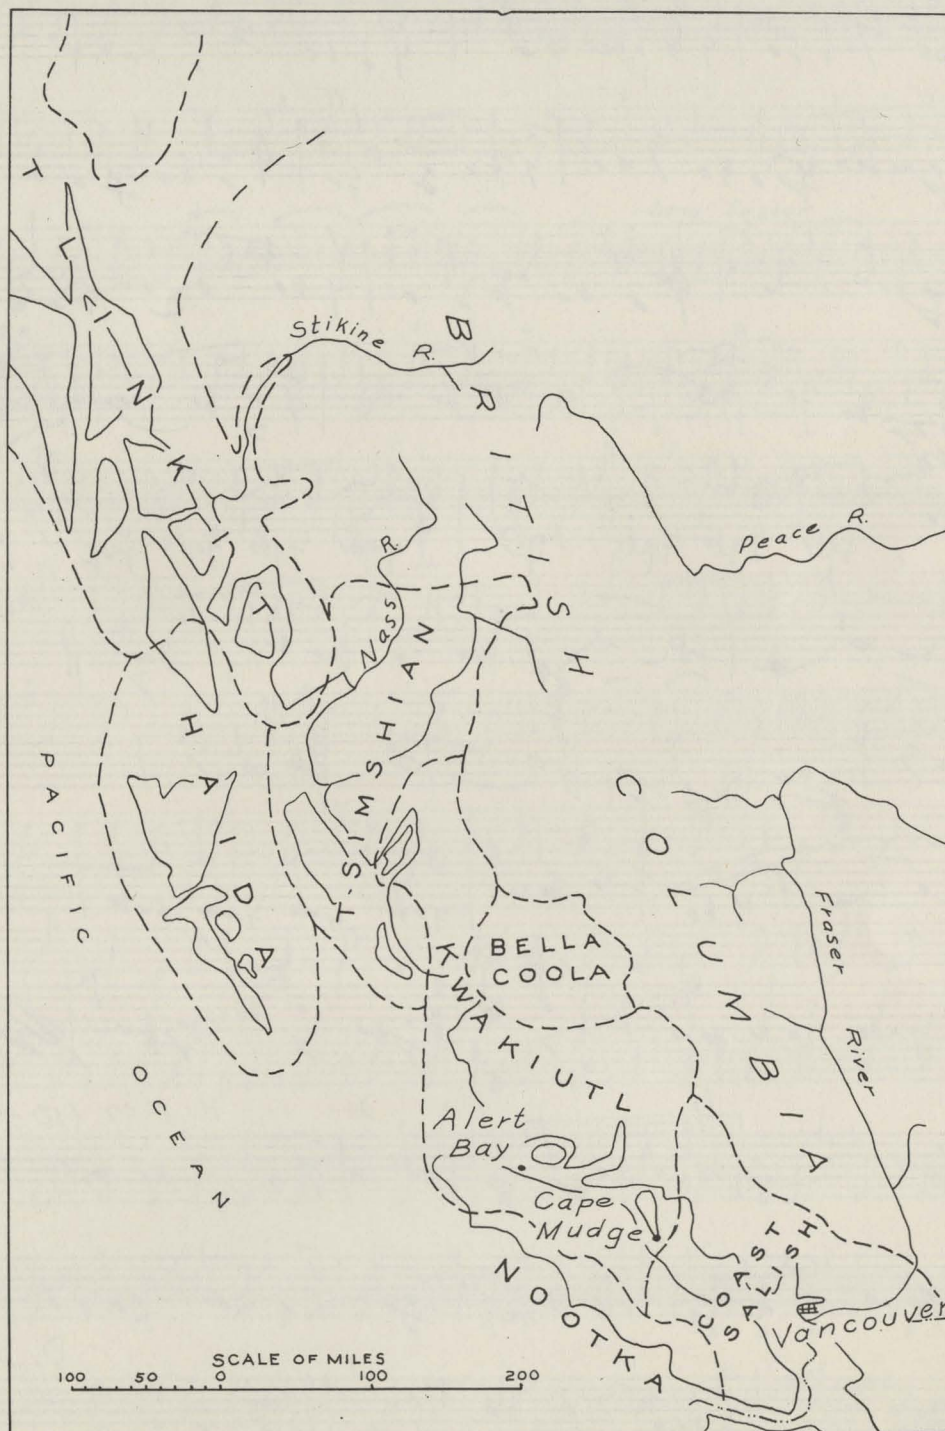 TLINKIT
Stikine R.
BRITISH
Peace R.
Nass R.
TSIMSHIAN
HAIDA
PACIFIC
OCEAN
COLUMBIA
BELLA
COOLA
KWAKIUTL
Fraser
River
Alert
Bay
Cape
Mudge
COAST
SALISH
NOOTKA
Vancouver
SCALE OF MILES
100 50 0 100 200